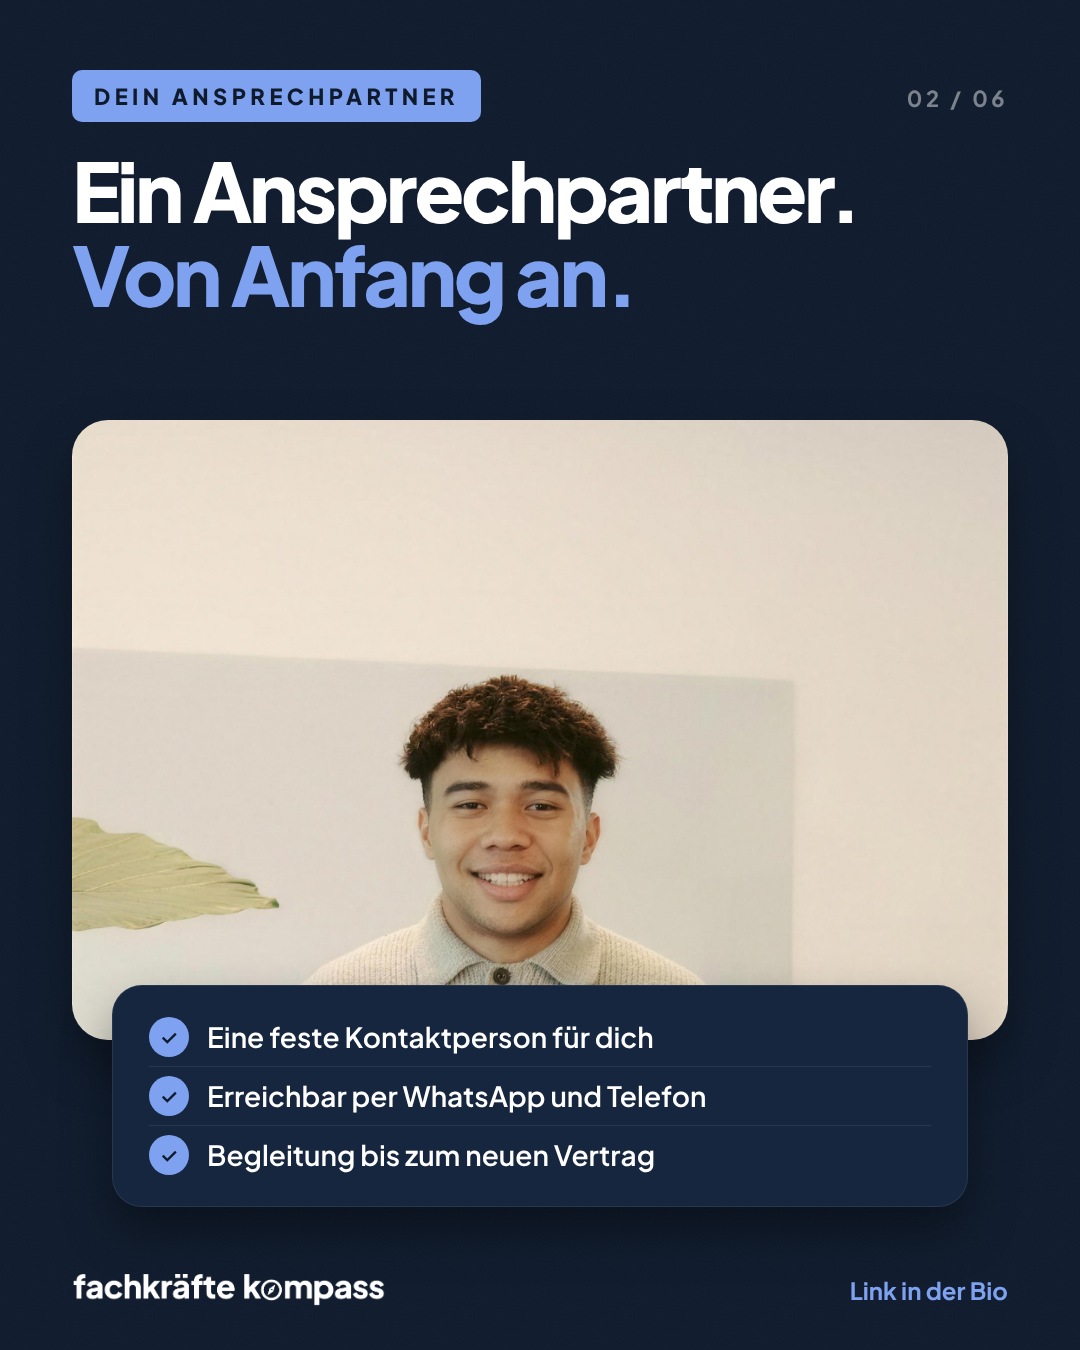 DEIN ANSPRECHPARTNER
02 / 06
Ein Ansprechpartner.
Von Anfang an.
Eine feste Kontaktperson für dich
Erreichbar per WhatsApp und Telefon
Begleitung bis zum neuen Vertrag
fachkräfte kompass
Link in der Bio